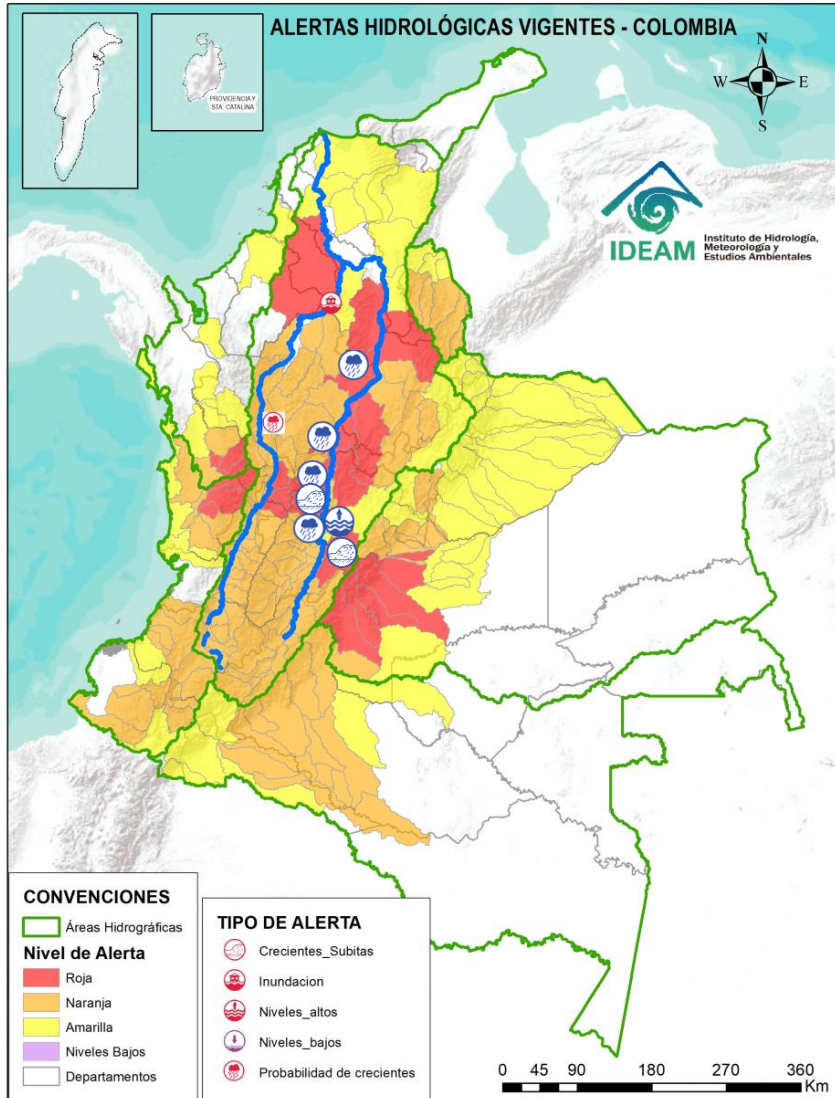 ALERTAS HIDROLÓGICAS VIGENTES - COLOMBIA
PROVIDENCIA Y
STA. CATALINA
N
W
E
S
IDEAM
Instituto de Hidrología,
Meteorología y
Estudios Ambientales
CONVENCIONES
Áreas Hidrográficas
Nivel de Alerta
Roja
Naranja
Amarilla
Niveles Bajos
Departamentos
TIPO DE ALERTA
Crecientes_Subitas
Inundacion
Niveles_altos
Niveles_bajos
Probabilidad de crecientes
0 45 90 180 270 360
Km